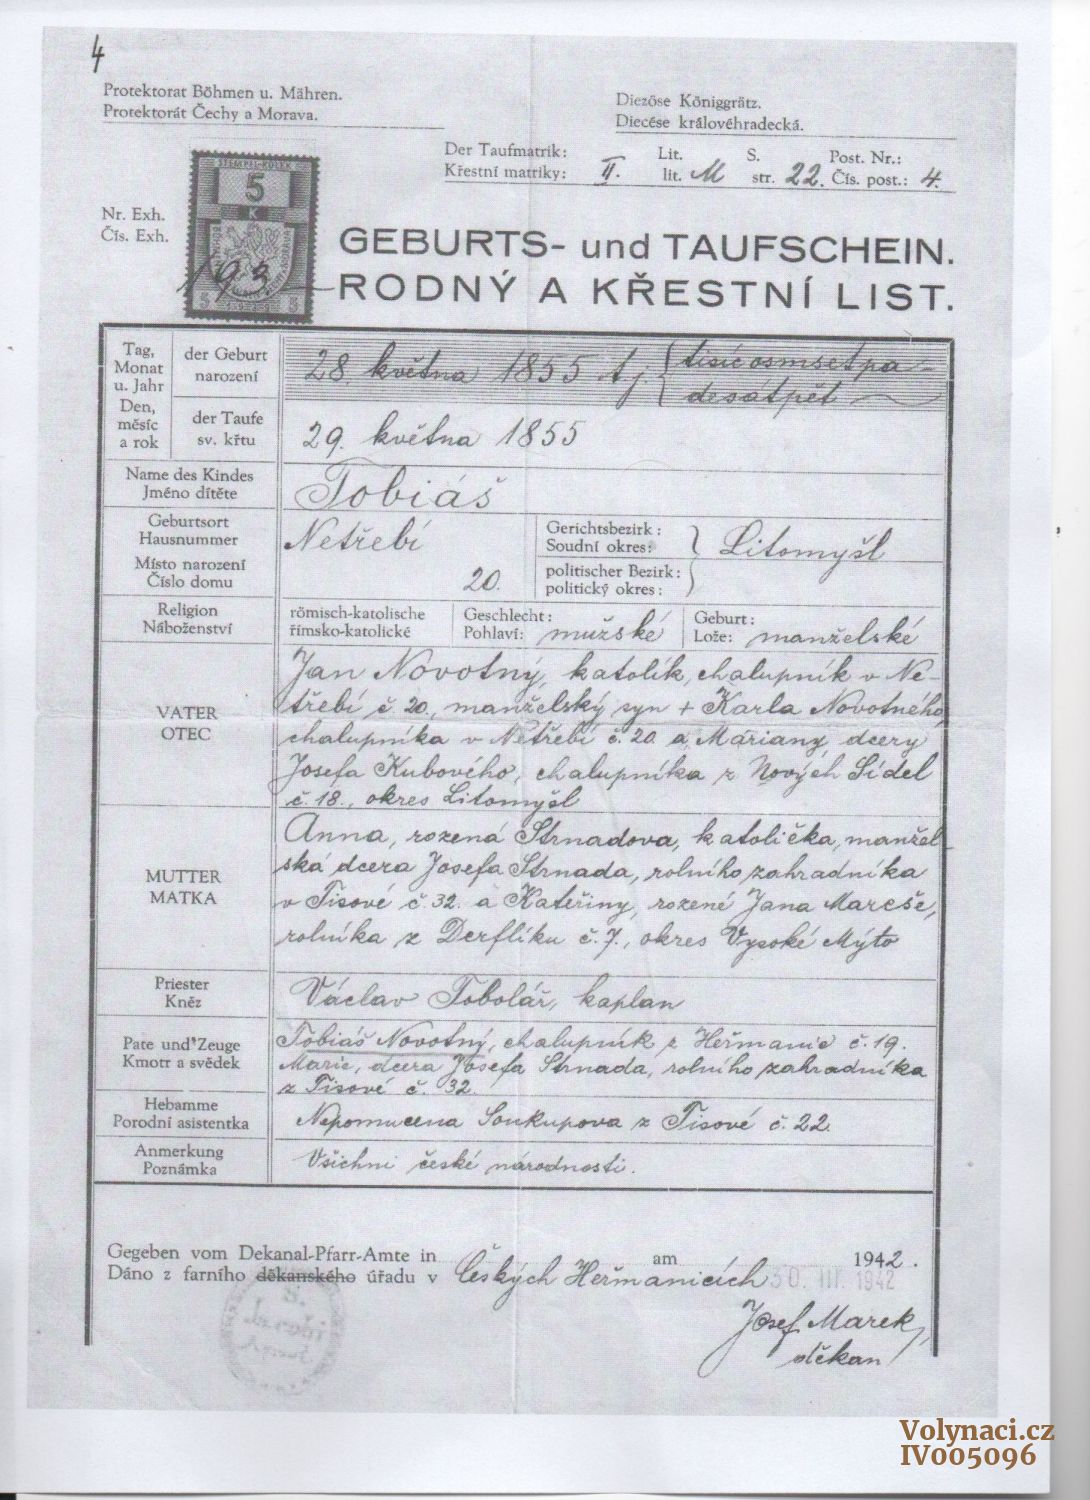 4
Protektorat Böhmen u. Mähren.
Protektorát Čechy a Morava.
Diezöse Königgrätz.
Diecése královéhradecká.
Der Taufmatrik: Lit. S. Post. Nr.:
Křestní matriky: II. lit. M str. 22. Čís. post.: 4.
STEMPEL-KOLEK
5
K
Nr. Exh.
Čís. Exh. 193
5 5
GEBURTS- und TAUFSCHEIN.
RODNÝ A KŘESTNÍ LIST.
Tag, Monat u. Jahr
Den, měsíc a rok
der Geburt
narození
28. května 1855 tj. tisícosmsetpa-
desátpět
der Taufe
sv. křtu
29. května 1855
Name des Kindes
Jméno dítěte
Tobiáš
Geburtsort
Hausnummer
Místo narození
Číslo domu
Netřebí
20.
Gerichtsbezirk:
Soudní okres:
politischer Bezirk:
politický okres:
Litomyšl
Religion
Náboženství
römisch-katolische
římsko-katolické
Geschlecht:
Pohlaví: mužské
Geburt:
Lože: manželské
VATER
OTEC
Jan Novotný, katolík, chalupník v Ne-
třebí č. 20, manželský syn + Karla Novotného,
chalupníka v Netřebí č. 20 a Mariany, dcery
Josefa Kubového, chalupníka z Nových Sídel
č. 18., okres Litomyšl
MUTTER
MATKA
Anna, rozená Strnadova, katolička, manžel-
ská dcera Josefa Strnada, rolního zahradníka
v Tisové č. 32. a Kateřiny, rozené Jana Mareše,
rolníka z Derflíku č. 7., okres Vysoké Mýto
Priester
Kněz
Václav Tobolář, kaplan
Pate und Zeuge
Kmotr a svědek
Tobiáš Novotný, chalupník z Heřmanic č. 19.
Marie, dcera Josefa Strnada, rolního zahradníka
z Tisové č. 32.
Hebamme
Porodní asistentka
Nepomucena Soukupova z Tisové č. 22.
Anmerkung
Poznámka
Všichni české národnosti.
Gegeben vom Dekanal-Pfarr-Amte in am 1942.
Dáno z farního děkanského úřadu v Českých Heřmanicích 30. III. 1942
Josef Marek,
děkan
Volynaci.cz
IV005096